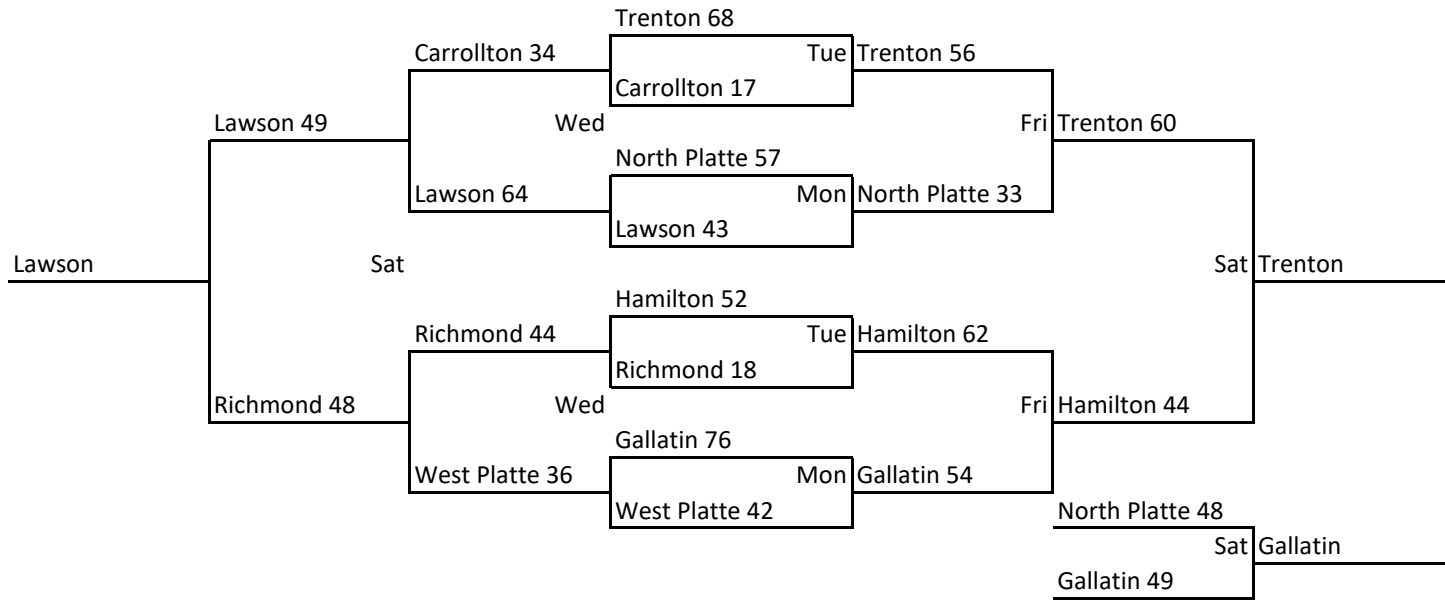 Trenton 68
Carrollton 34
Tue
Trenton 56
Carrollton 17
Lawson 49
Wed
Fri
Trenton 60
North Platte 57
Lawson 64
Mon
North Platte 33
Lawson 43
Lawson
Sat
Sat
Trenton
Hamilton 52
Richmond 44
Tue
Hamilton 62
Richmond 18
Richmond 48
Wed
Fri
Hamilton 44
Gallatin 76
West Platte 36
Mon
Gallatin 54
West Platte 42
North Platte 48
Sat
Gallatin
Gallatin 49